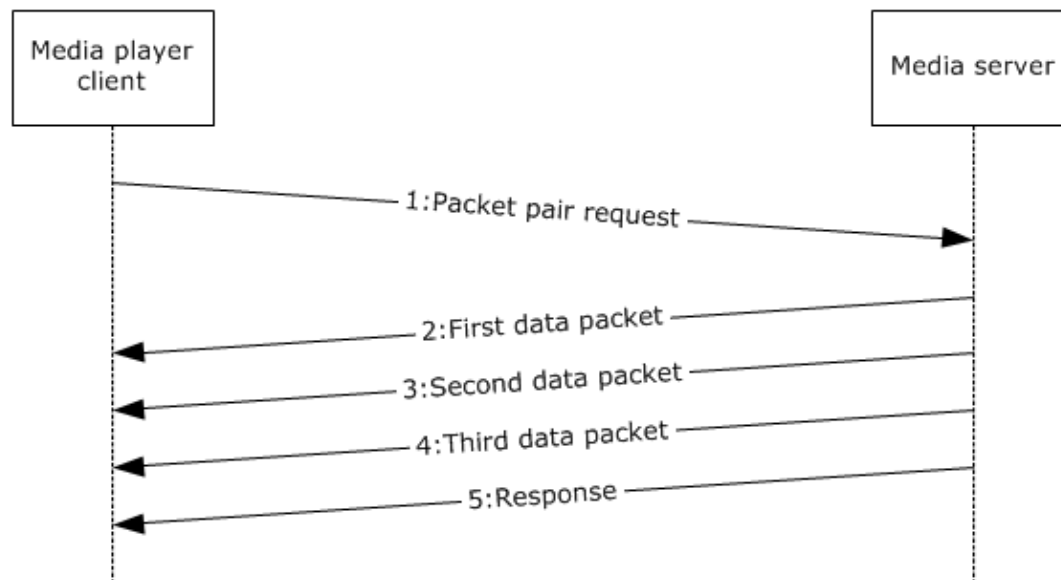 Media player
client
Media server
1:Packet pair request
2:First data packet
3:Second data packet
4:Third data packet
5:Response